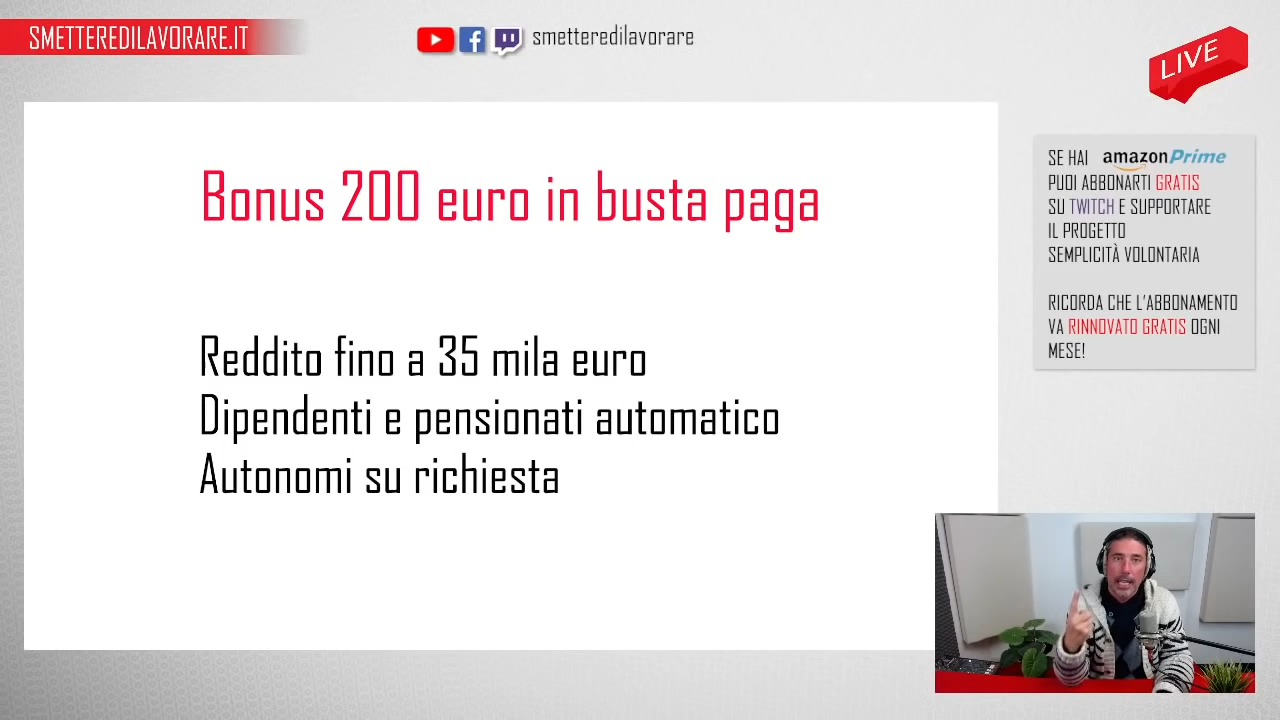 SMETTEREDILAVORARE.IT
smetteredilavorare
LIVE
Bonus 200 euro in busta paga
Reddito fino a 35 mila euro
Dipendenti e pensionati automatico
Autonomi su richiesta
SE HAI amazonPrime
PUOI ABBONARTI GRATIS
SU TWITCH E SUPPORTARE
IL PROGETTO
SEMPLICITÀ VOLONTARIA
RICORDA CHE L'ABBONAMENTO
VA RINNOVATO GRATIS OGNI
MESE!